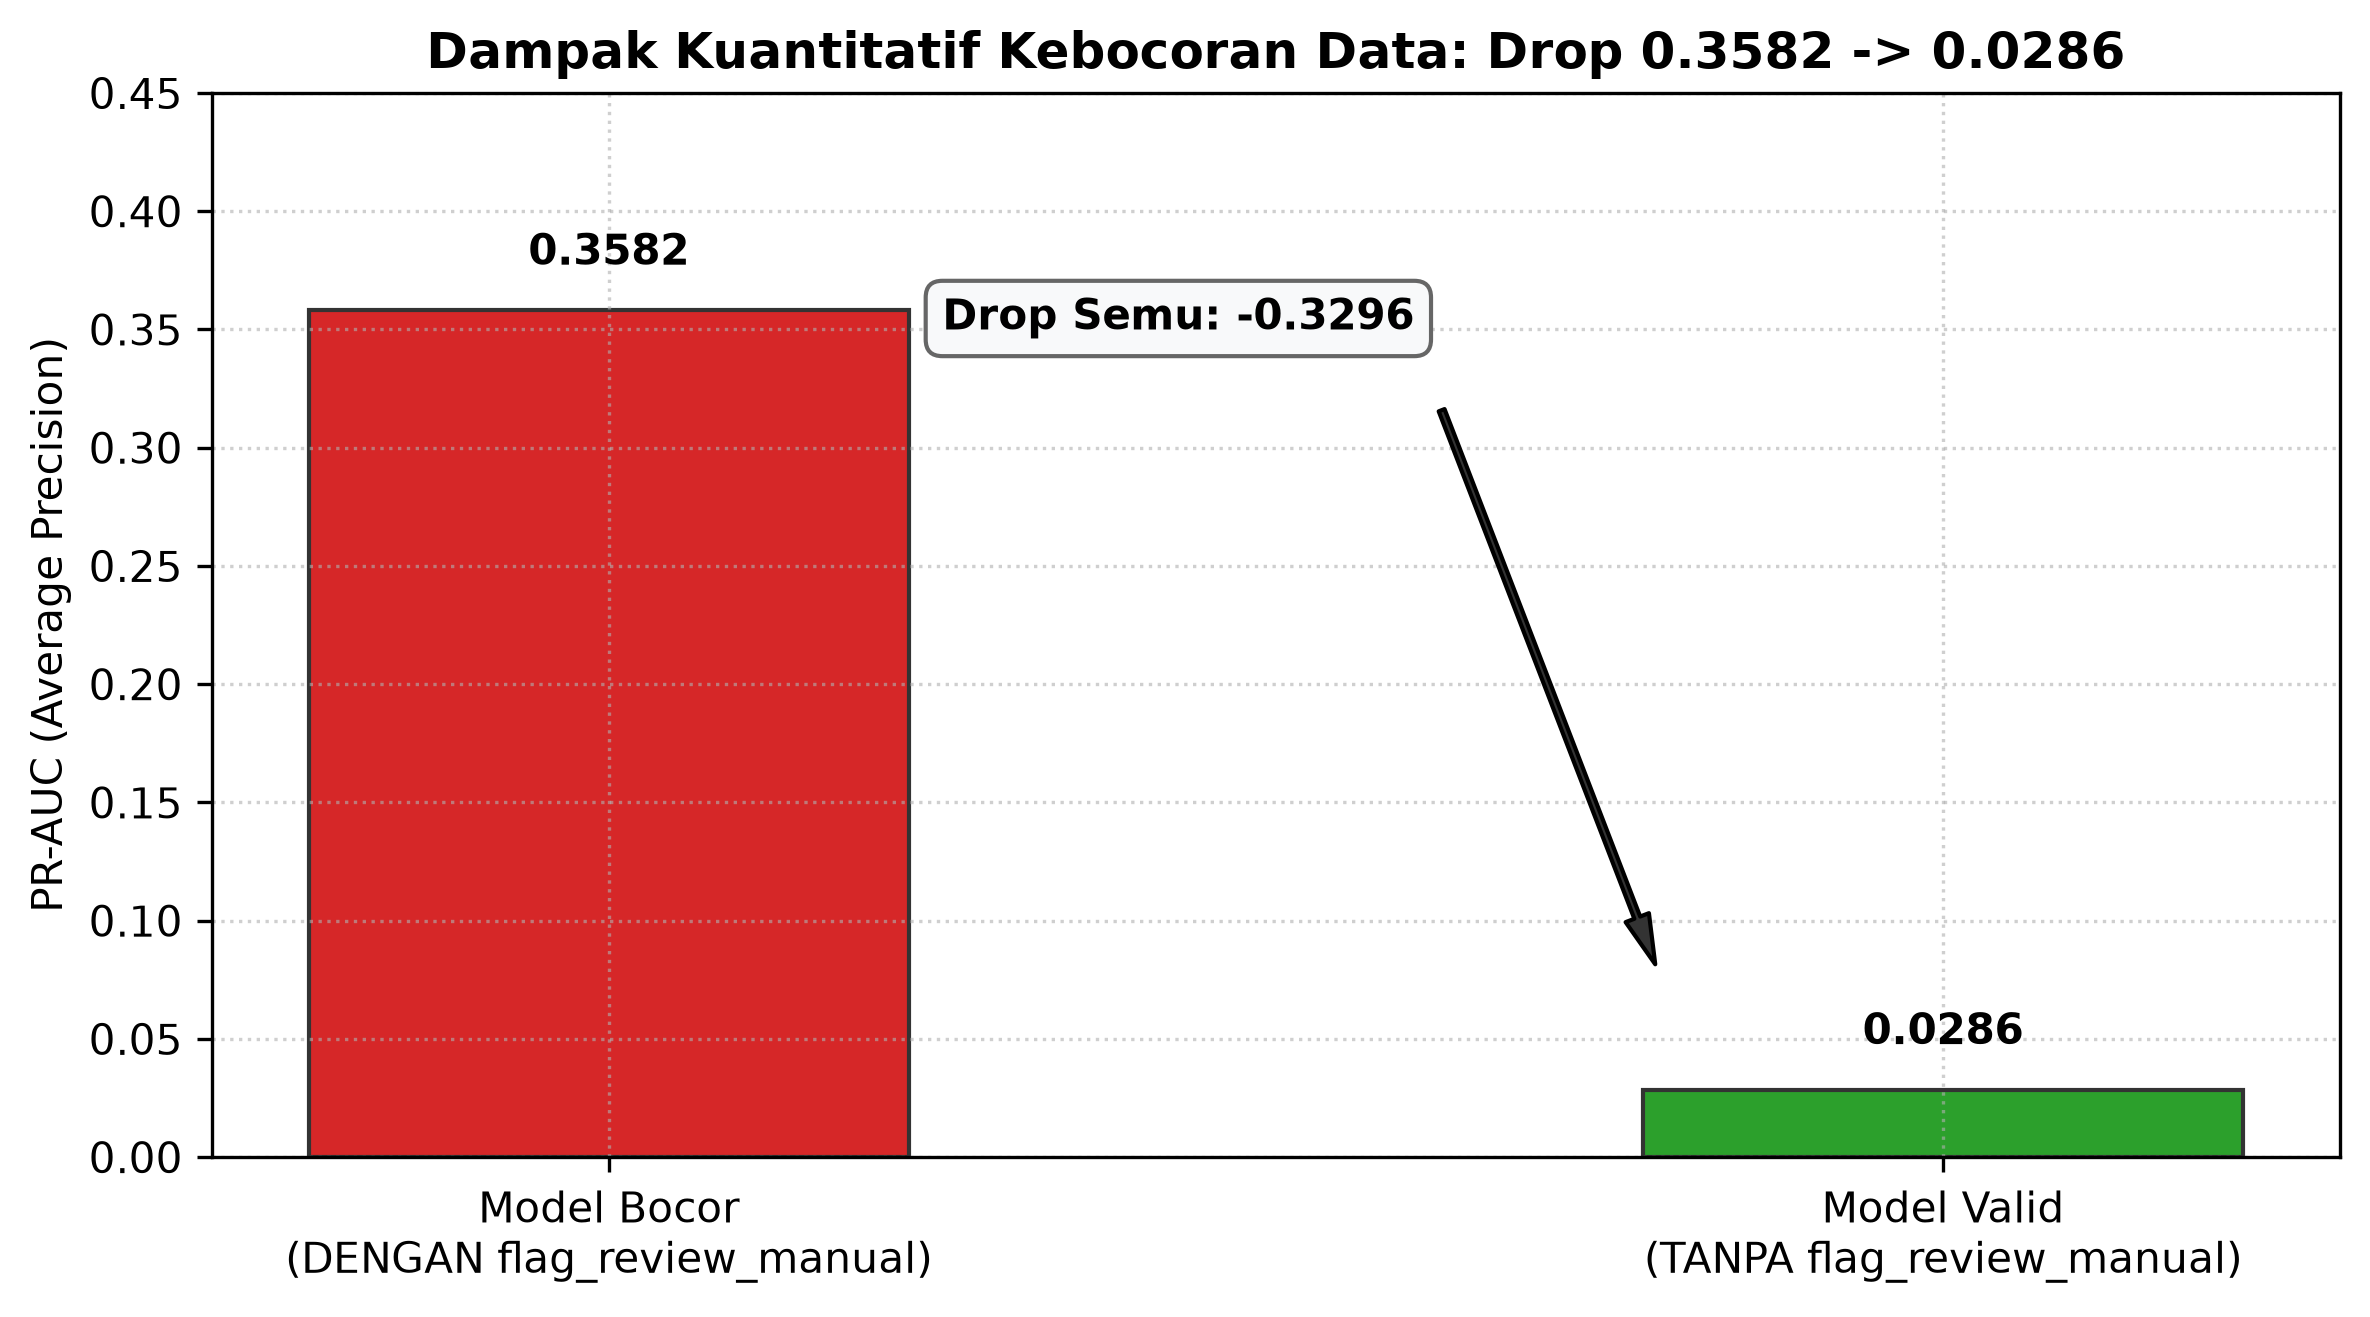 Dampak Kuantitatif Kebocoran Data: Drop 0.3582 -> 0.0286
PR-AUC (Average Precision)
0.45
0.40
0.35
0.30
0.25
0.20
0.15
0.10
0.05
0.00
0.3582
Drop Semu: -0.3296
0.0286
Model Bocor
(DENGAN flag_review_manual)
Model Valid
(TANPA flag_review_manual)